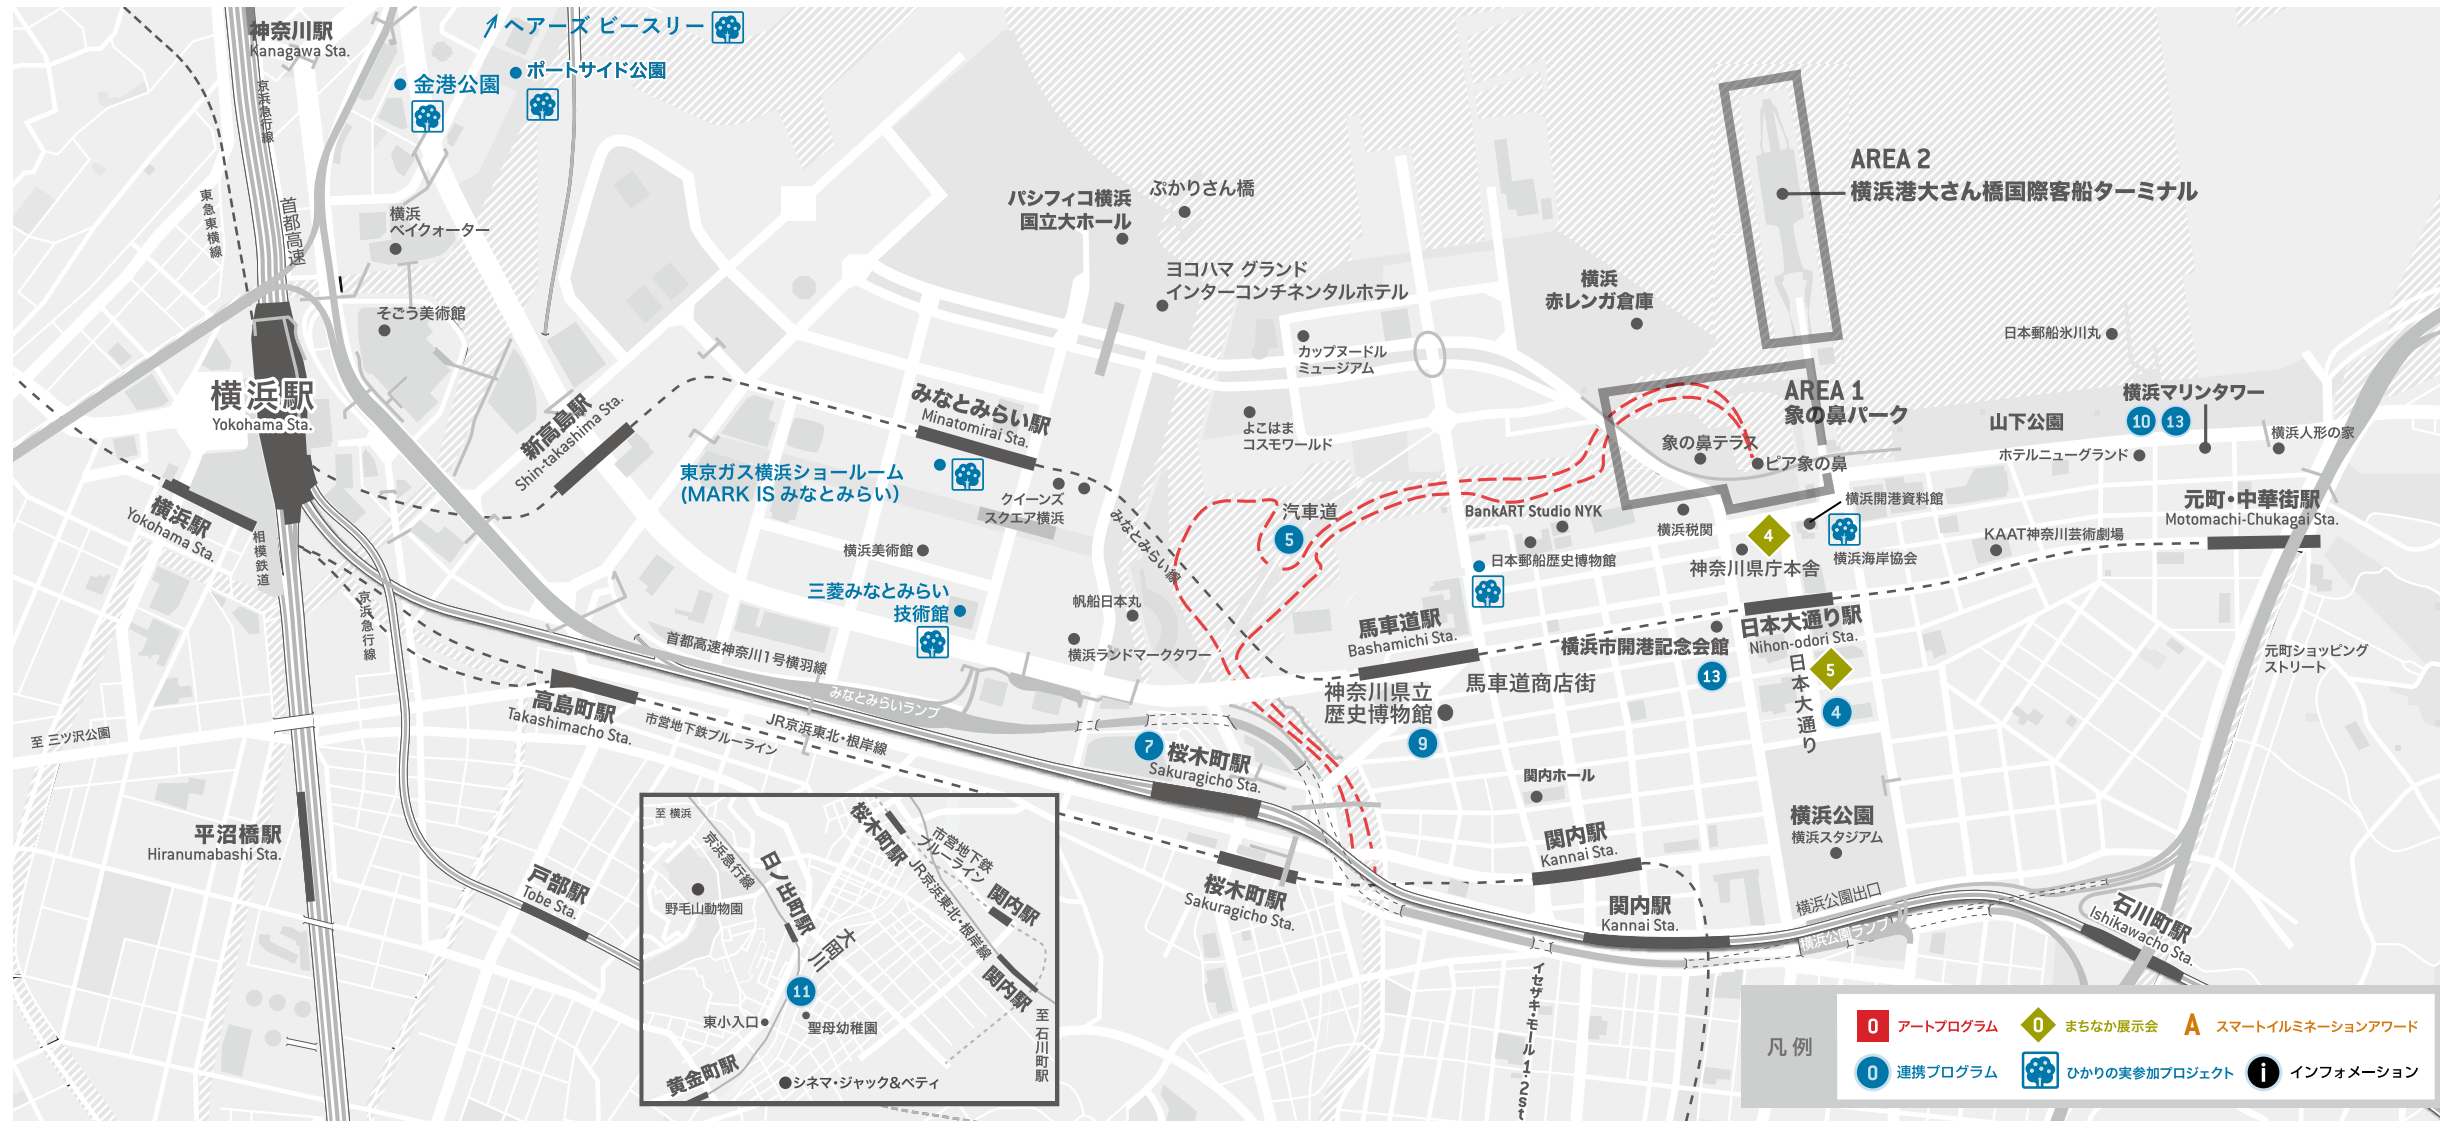 神奈川駅
Kanagawa Sta.
京浜急行線
ヘアーズ ビースリー
ポートサイド公園
金港公園
東急東横線
首都高速
横浜
ベイクォーター
そごう美術館
横浜駅
Yokohama Sta.
横浜駅
Yokohama Sta.
相模鉄道
京浜急行線
新高島駅
Shin-takashima Sta.
みなとみらい駅
Minatomirai Sta.
東京ガス横浜ショールーム
(MARK IS みなとみらい)
クイーンズ
スクエア横浜
みなとみらい線
横浜美術館
三菱みなとみらい
技術館
帆船日本丸
横浜ランドマークタワー
パシフィコ横浜
国立大ホール
ぷかりさん橋
ヨコハマ グランド
インターコンチネンタルホテル
カップヌードル
ミュージアム
よこはま
コスモワールド
汽車道
5
横浜
赤レンガ倉庫
AREA 2
横浜港大さん橋国際客船ターミナル
AREA 1
象の鼻パーク
象の鼻テラス
ピア象の鼻
日本郵船氷川丸
横浜マリンタワー
10
13
山下公園
ホテルニューグランド
横浜人形の家
元町・中華街駅
Motomachi-Chukagai Sta.
KAAT神奈川芸術劇場
横浜開港資料館
横浜海岸協会
横浜税関
4
神奈川県庁本舎
BankART Studio NYK
日本郵船歴史博物館
馬車道駅
Bashamichi Sta.
横浜市開港記念会館
13
日本大通り駅
Nihon-odori Sta.
日本大通り
5
4
元町ショッピング
ストリート
神奈川県立
歴史博物館
9
馬車道商店街
関内ホール
関内駅
Kannai Sta.
関内駅
Kannai Sta.
横浜公園
横浜スタジアム
横浜公園出口
横浜公園ランプ
石川町駅
Ishikawacho Sta.
イセザキ・モール 1・2st
首都高速神奈川1号横羽線
みなとみらいランプ
JR京浜東北・根岸線
市営地下鉄ブルーライン
高島町駅
Takashimacho Sta.
至 三ツ沢公園
平沼橋駅
Hiranumabashi Sta.
戸部駅
Tobe Sta.
7
桜木町駅
Sakuragicho Sta.
桜木町駅
Sakuragicho Sta.
至 横浜
京浜急行線
日ノ出町駅
桜木町駅
市営地下鉄
ブルーライン
JR京浜東北・根岸線
関内駅
関内駅
野毛山動物園
大岡川
11
東小入口
聖母幼稚園
黄金町駅
シネマ・ジャック&ベティ
至 石川町駅
凡例
0
アートプログラム
0
まちなか展示会
A
スマートイルミネーションアワード
0
連携プログラム
ひかりの実参加プロジェクト
i
インフォメーション